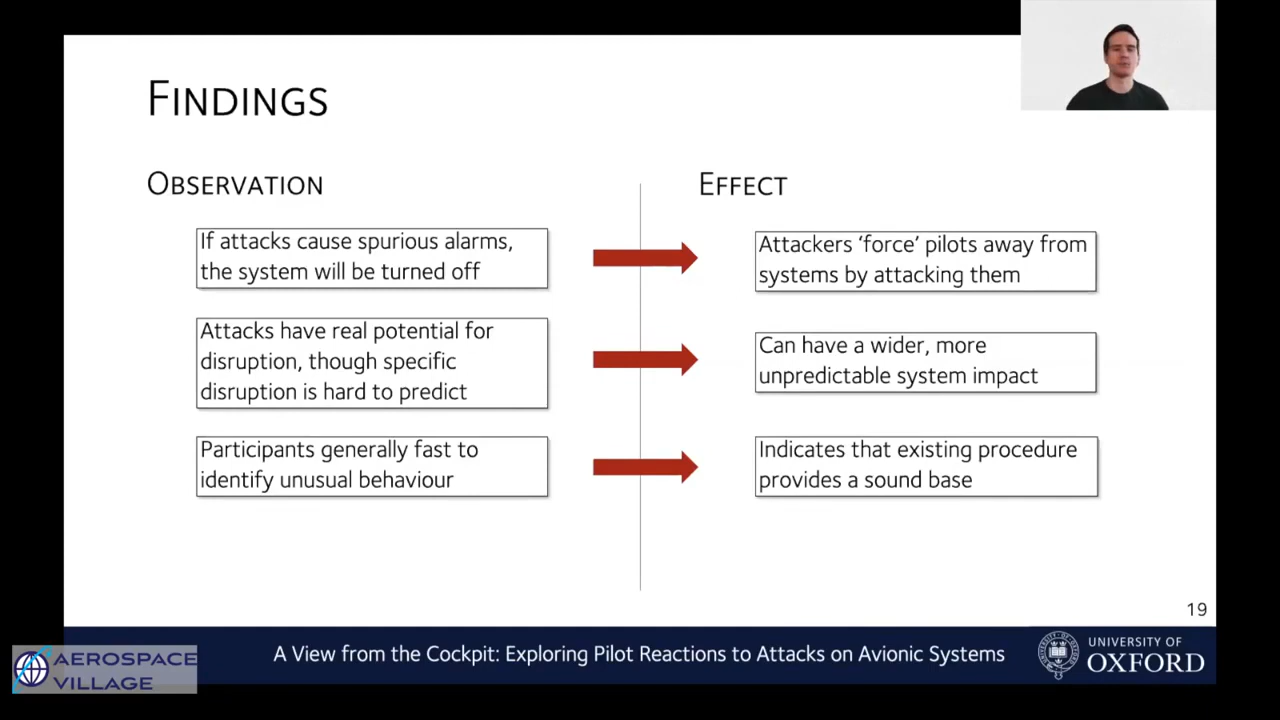 FINDINGS
OBSERVATION
EFFECT
If attacks cause spurious alarms,
the system will be turned off
Attackers ‘force’ pilots away from
systems by attacking them
Attacks have real potential for
disruption, though specific
disruption is hard to predict
Can have a wider, more
unpredictable system impact
Participants generally fast to
identify unusual behaviour
Indicates that existing procedure
provides a sound base
19
A View from the Cockpit: Exploring Pilot Reactions to Attacks on Avionic Systems
UNIVERSITY OF
OXFORD
AEROSPACE
VILLAGE